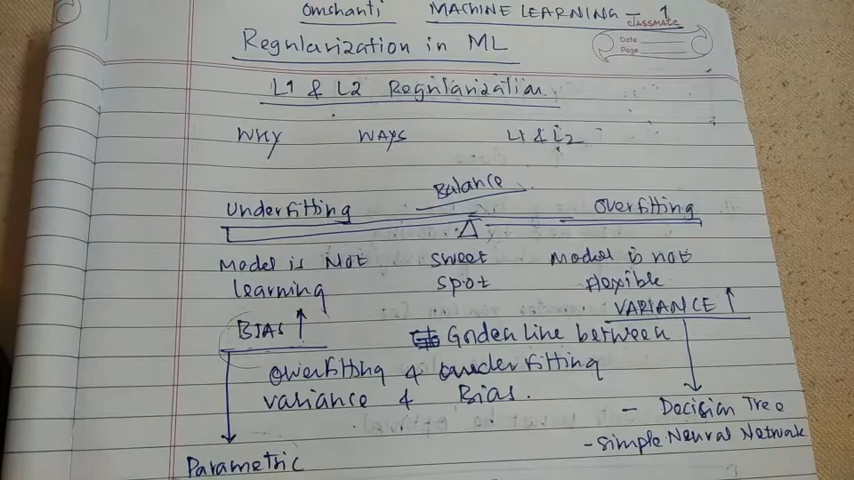 Omshanti MACHINE LEARNING - 1
classmate
Date
Page
Regularization in ML
L1 & L2 Regularization
WHY WAYS L1 & L2
Balance
Underfitting Overfitting
Model is Not sweet Model is not
learning spot flexible
BIAS ↑ VARIANCE ↑
Golden Line between
overfitting & underfitting
variance & Bias.
- Decision Tree
- Simple Neural Network
Parametric